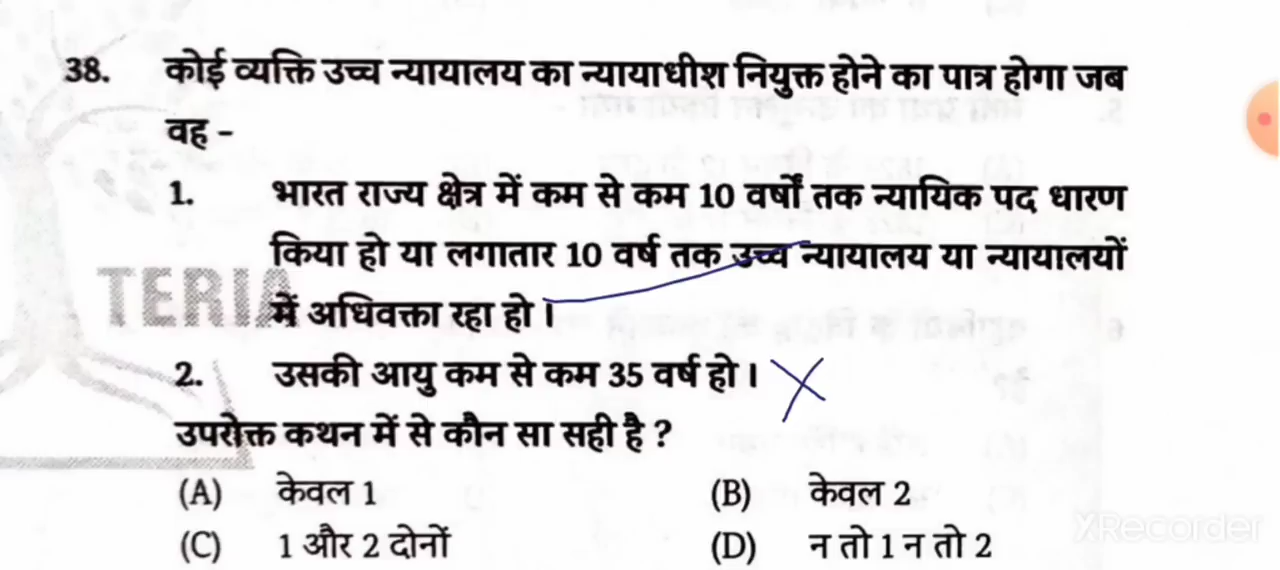 38. कोई व्यक्ति उच्च न्यायालय का न्यायाधीश नियुक्त होने का पात्र होगा जब
वह -
1. भारत राज्य क्षेत्र में कम से कम 10 वर्षों तक न्यायिक पद धारण
किया हो या लगातार 10 वर्ष तक उच्च न्यायालय या न्यायालयों
में अधिवक्ता रहा हो।
TERIA
2. उसकी आयु कम से कम 35 वर्ष हो।
उपरोक्त कथन में से कौन सा सही है ?
(A) केवल 1 (B) केवल 2
(C) 1 और 2 दोनों (D) न तो 1 न तो 2
XRecorder